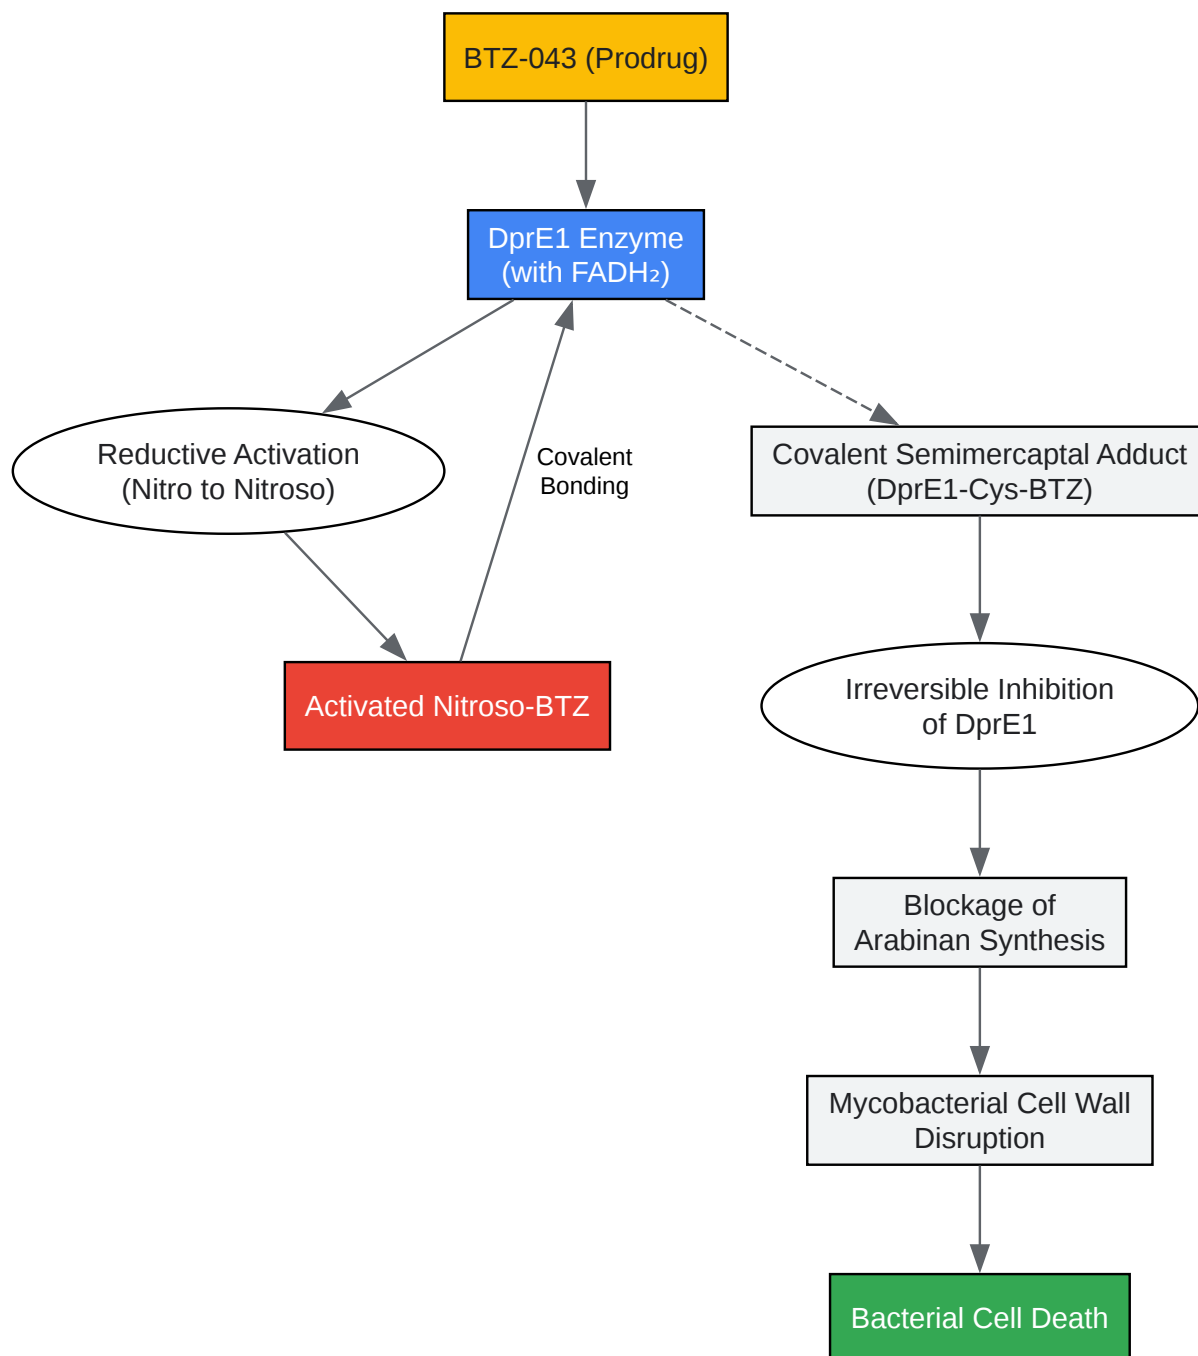 BTZ-043 (Prodrug)
DprE1 Enzyme
(with FADH₂)
Reductive Activation
(Nitro to Nitroso)
Covalent
Bonding
Covalent Semimercaptal Adduct
(DprE1-Cys-BTZ)
Activated Nitroso-BTZ
Irreversible Inhibition
of DprE1
Blockage of
Arabinan Synthesis
Mycobacterial Cell Wall
Disruption
Bacterial Cell Death